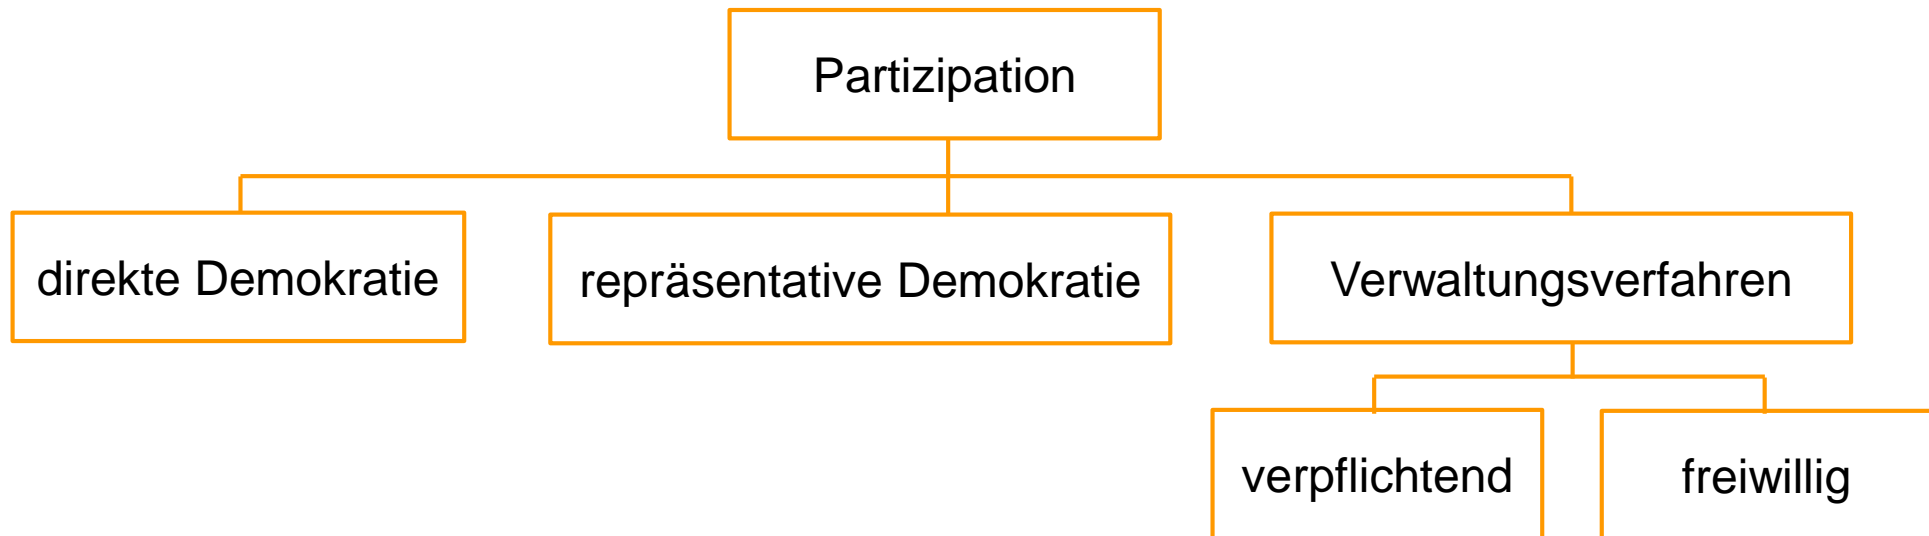 Partizipation
direkte Demokratie
repräsentative Demokratie
Verwaltungsverfahren
verpflichtend
freiwillig